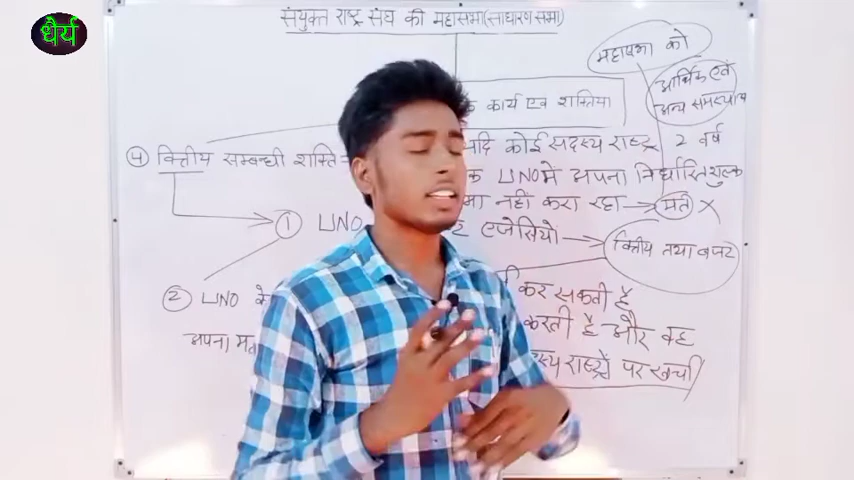 धैर्य
संयुक्त राष्ट्र संघ की महासभा(साधारण सभा)
महासभा को
आर्थिक एवं
अन्य समस्याय
कार्य एवं शक्तिया
④ वित्तीय सम्बन्धी शक्ति
यदि कोई सदस्य राष्ट्र 2 वर्ष
UNO में अपना निर्धारित शुल्क
नहीं करा रहा → मत X
① UNO
एजेंसियो → वित्तीय तथा बजट
② UNO के
कर सकती है
अपना मत
करती है और वह
राष्ट्रों पर खर्चा